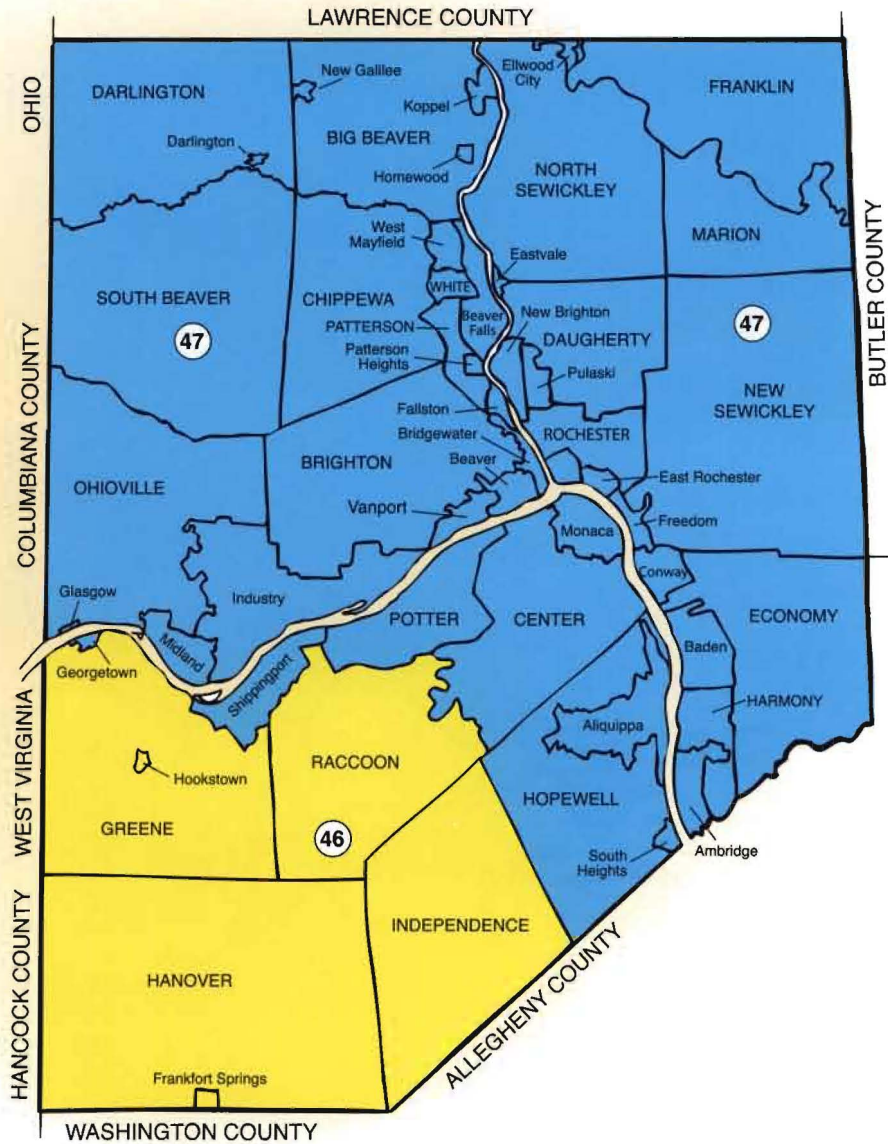 LAWRENCE COUNTY
OHIO
COLUMBIANA COUNTY
WEST VIRGINIA
HANCOCK COUNTY
BUTLER COUNTY
ALLEGHENY COUNTY
WASHINGTON COUNTY
DARLINGTON
New Galilee
Ellwood
City
FRANKLIN
Koppel
BIG BEAVER
Darlington
Homewood
NORTH
SEWICKLEY
West
Mayfield
MARION
Eastvale
SOUTH BEAVER
47
CHIPPEWA
WHITE
Beaver
Falls
New Brighton
PATTERSON
DAUGHERTY
47
Patterson
Heights
Pulaski
NEW
SEWICKLEY
Fallston
Bridgewater
ROCHESTER
BRIGHTON
Beaver
East Rochester
OHIOVILLE
Vanport
Monaca
Freedom
Conway
Glasgow
Industry
POTTER
CENTER
ECONOMY
Midland
Baden
Georgetown
Shippingport
HARMONY
Aliquippa
RACCOON
Hookstown
HOPEWELL
GREENE
46
South
Heights
Ambridge
INDEPENDENCE
HANOVER
Frankfort Springs